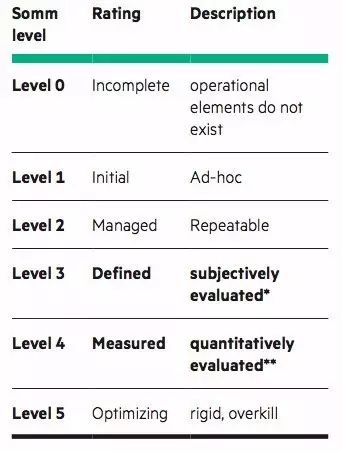 Somm level Rating Description
Level 0 Incomplete operational elements do not exist
Level 1 Initial Ad-hoc
Level 2 Managed Repeatable
Level 3 Defined subjectively evaluated*
Level 4 Measured quantitatively evaluated**
Level 5 Optimizing rigid, overkill